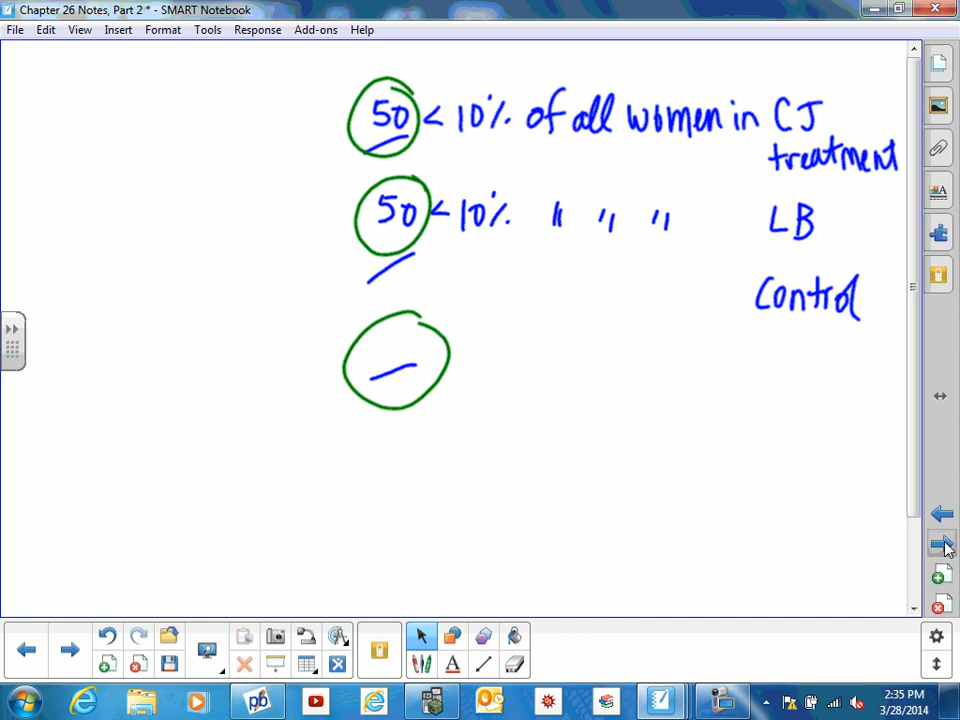 Chapter 26 Notes, Part 2 * - SMART Notebook
File Edit View Insert Format Tools Response Add-ons Help
50 < 10% of all women in CJ
treatment
50 < 10% " " " LB
Control
2:35 PM
3/28/2014